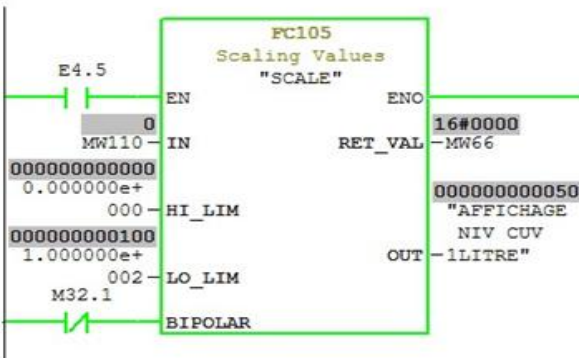 FC105
Scaling Values
"SCALE"
E4.5
EN
ENO
0
MW110
IN
16#0000
RET_VAL
MW66
000000000000
0.000000e+
000
HI_LIM
000000000050
"AFFICHAGE
NIV CUV
OUT
1LITRE"
000000000100
1.000000e+
002
LO_LIM
M32.1
BIPOLAR